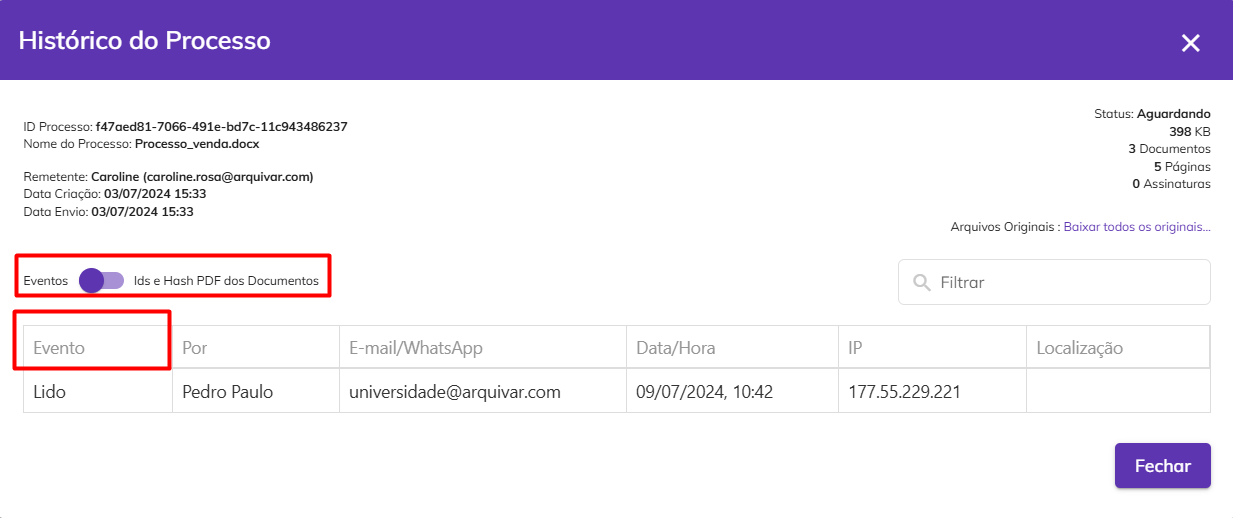 Histórico do Processo
ID Processo: f47aed81-7066-491e-bd7c-11c943486237
Nome do Processo: Processo_venda.docx
Remetente: Caroline (caroline.rosa@arquivar.com)
Data Criação: 03/07/2024 15:33
Data Envio: 03/07/2024 15:33
Status: Aguardando
398 KB
3 Documentos
5 Páginas
0 Assinaturas
Arquivos Originais : Baixar todos os originais...
Eventos Ids e Hash PDF dos Documentos
Filtrar
Evento Por E-mail/WhatsApp Data/Hora IP Localização
Lido Pedro Paulo universidade@arquivar.com 09/07/2024, 10:42 177.55.229.221
Fechar